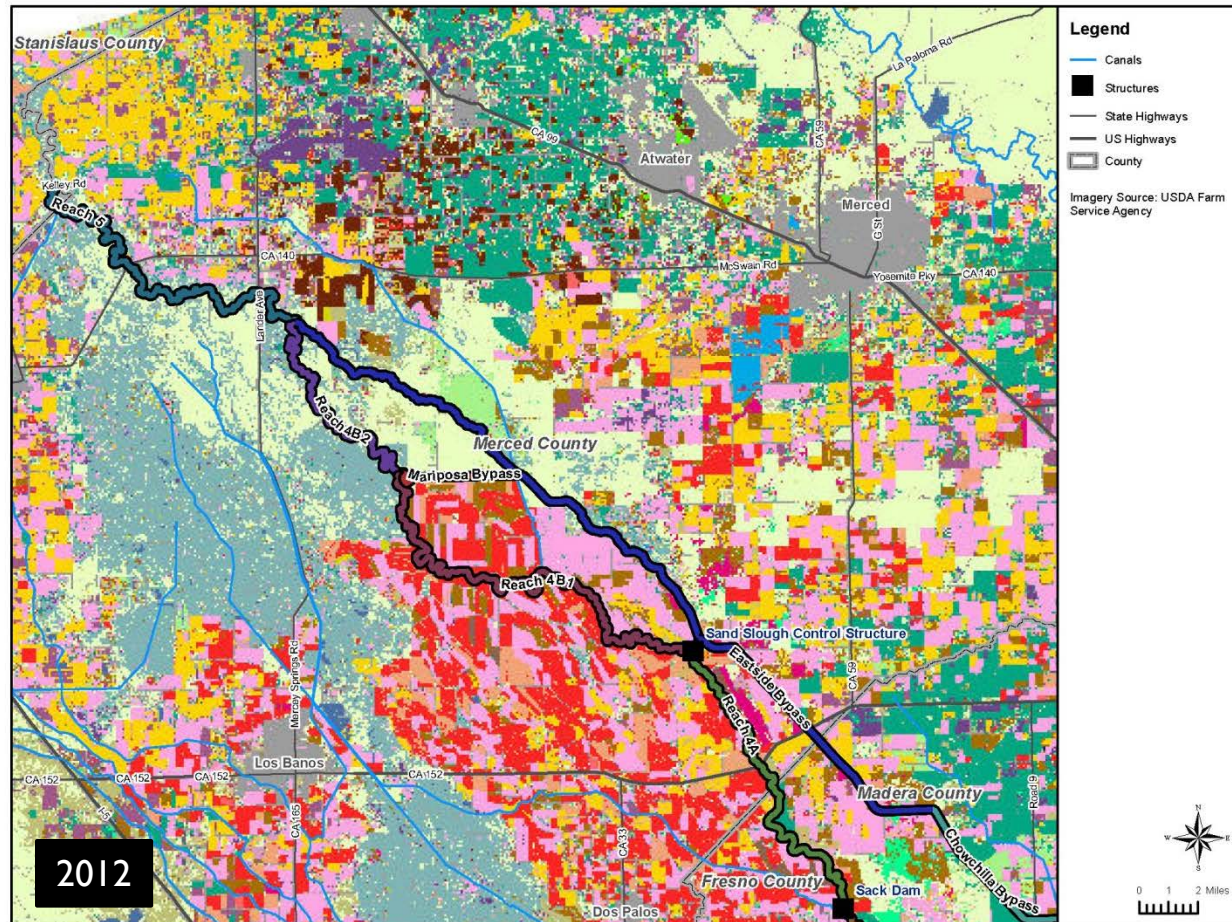 Stanislaus County
La Paloma Rd
CA 99
CA 59
Atwater
Kelley Rd
Reach 5
Merced
G St
CA 140
McSwain Rd
Yosemite Pky
CA 140
Lander Ave
Reach 4B2
Merced County
Mariposa Bypass
Reach 4B1
Sand Slough Control Structure
Eastside Bypass
CA 59
Mercey Springs Rd
Reach 4A
Los Banos
CA 152
CA 152
CA 152
CA 152
Madera County
Road 9
I-5
CA 165
CA 33
Chowchilla Bypass
2012
Fresno County
Sack Dam
Dos Palos
Legend
Canals
Structures
State Highways
US Highways
County
Imagery Source: USDA Farm
Service Agency
N
W
E
S
0 1 2 Miles